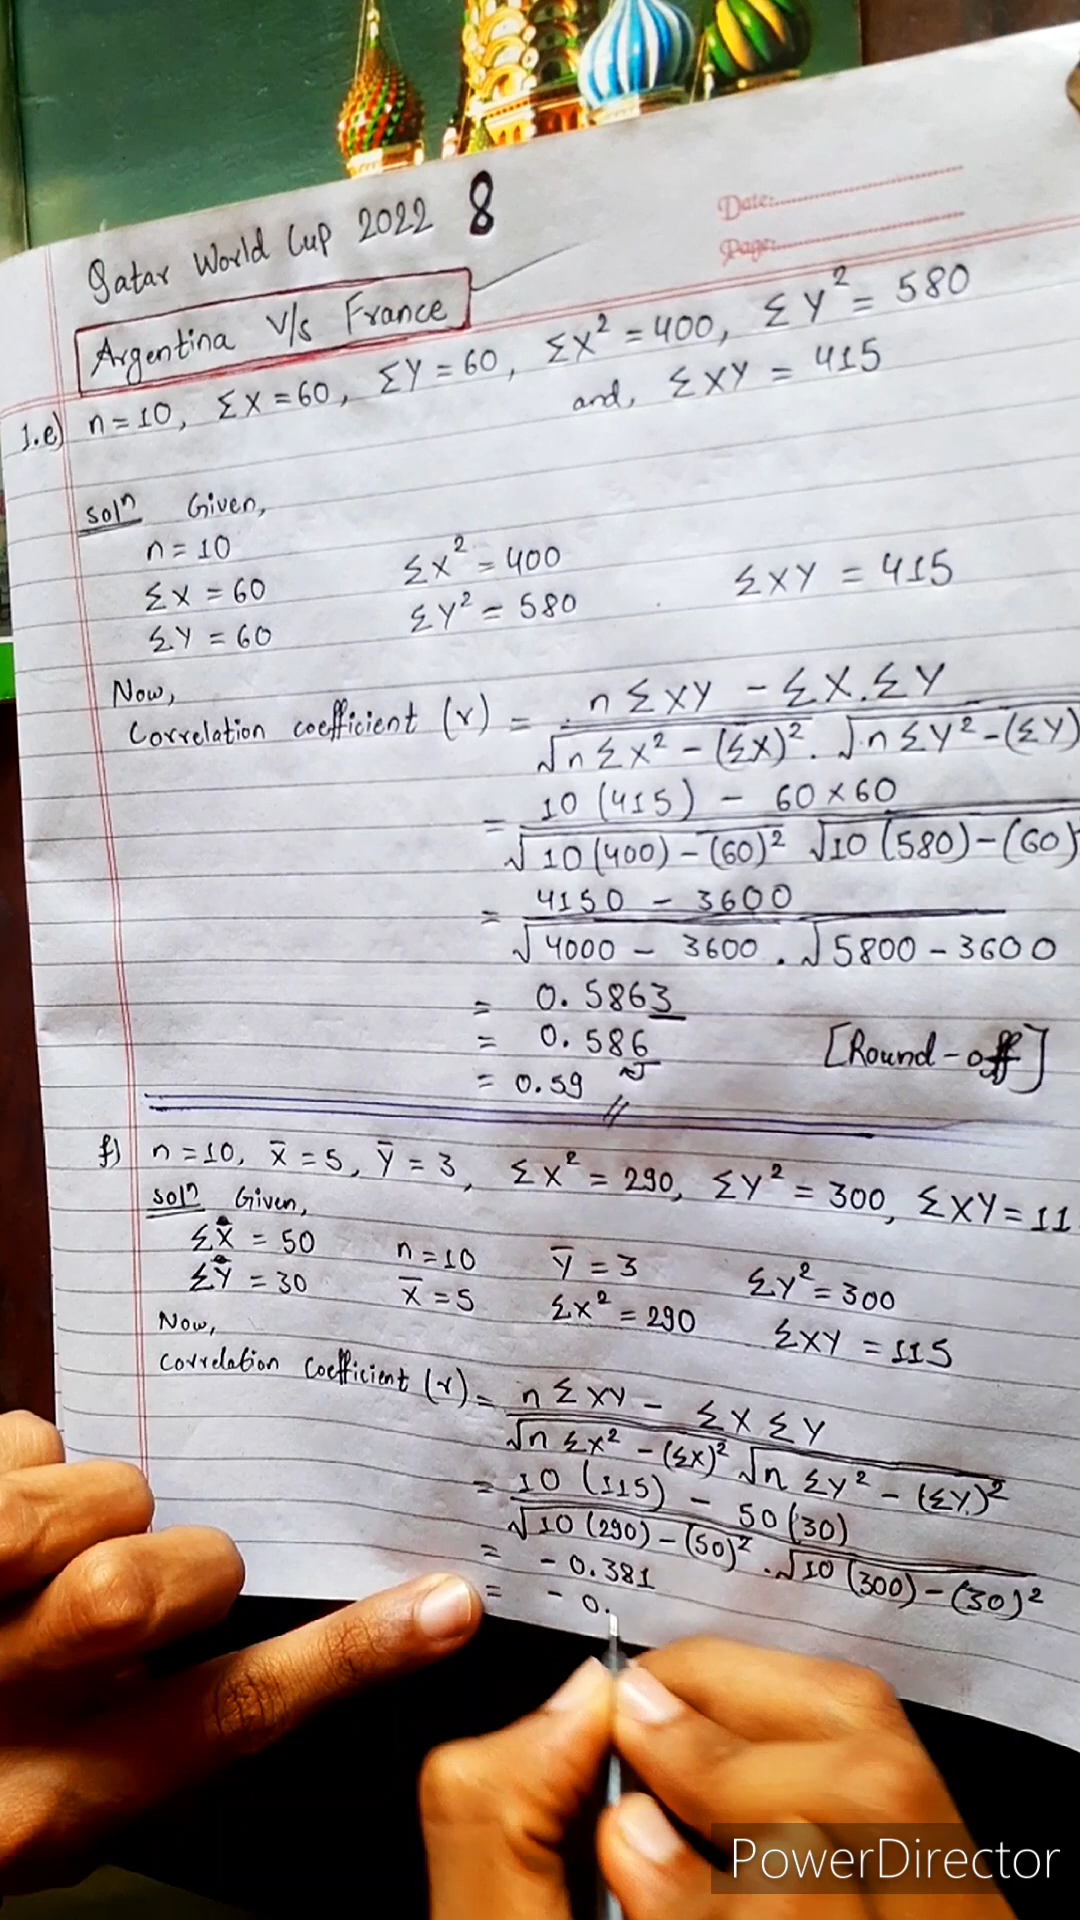 Qatar World Cup 2022 8
Date:
Page:
Argentina V/s France
1.e) n = 10, ΣX = 60, ΣY = 60, ΣX² = 400, ΣY² = 580
and, ΣXY = 415
Solⁿ Given,
n = 10
ΣX = 60 ΣX² = 400 ΣXY = 415
ΣY = 60 ΣY² = 580
Now,
Correlation coefficient (r) = nΣXY - ΣX.ΣY
√nΣX² - (ΣX)² . √nΣY² - (ΣY)
= 10 (415) - 60 × 60
√10(400) - (60)² √10(580) - (60)
= 4150 - 3600
√4000 - 3600 . √5800 - 3600
= 0.5863
= 0.586 [Round-off]
= 0.59 //
f) n = 10, x̄ = 5, ȳ = 3, ΣX² = 290, ΣY² = 300, ΣXY = 11
Solⁿ Given,
ΣX = 50 n = 10 ȳ = 3 Σy² = 300
ΣY = 30 x̄ = 5 Σx² = 290 ΣXY = 115
Now,
Correlation coefficient (r) = nΣXY - ΣXΣY
√nΣx² - (Σx)² √nΣy² - (Σy)²
= 10 (115) - 50(30)
√10(290) - (50)² . √10(300) - (30)²
= - 0.381
= - 0.
PowerDirector